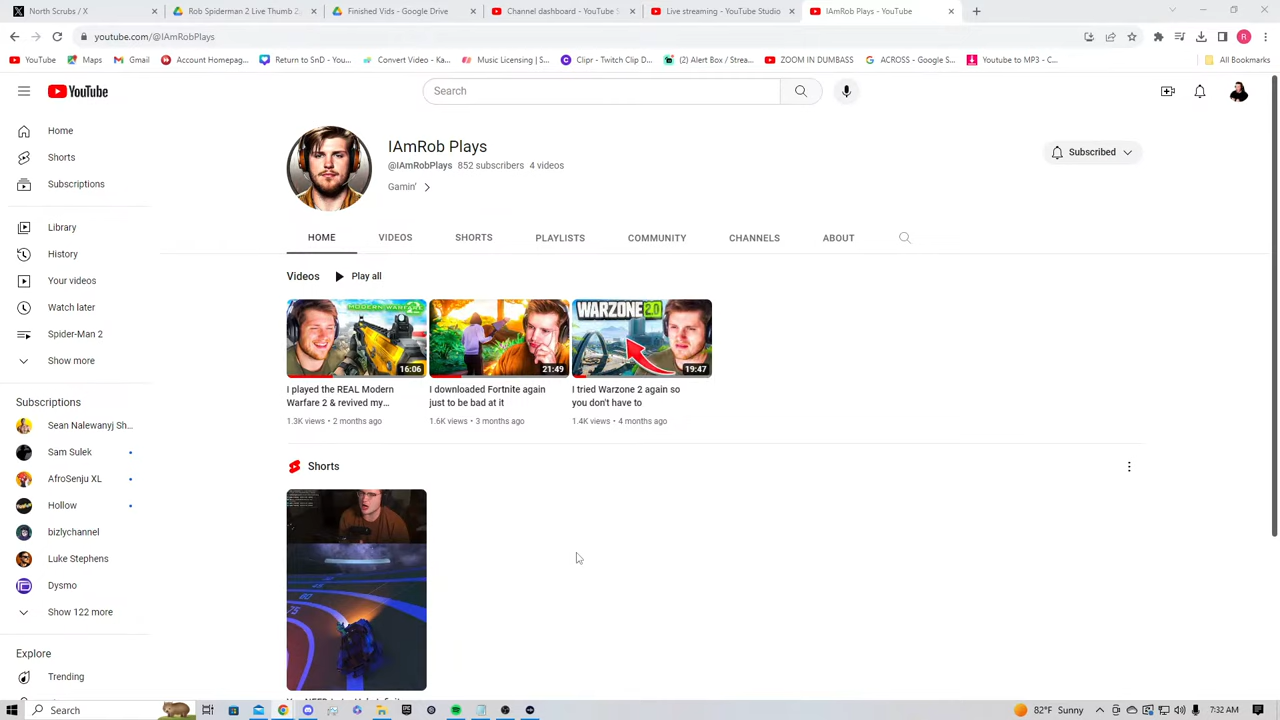 North Scrubs / X
Rob Spiderman 2 Live Thumb 2...
Finished Vids - Google Drive
Channel dashboard - YouTube S
Live streaming - YouTube Studio
IAmRob Plays - YouTube
youtube.com/@IAmRobPlays
R
YouTube
Maps
Gmail
Account Homepag...
Return to SnD - You...
Convert Video - Ka...
Music Licensing | S...
Clipr - Twitch Clip D...
(2) Alert Box / Strea...
ZOOM IN DUMBASS
ACROSS - Google S...
Youtube to MP3 - C...
All Bookmarks
YouTube
Search
Home
Shorts
Subscriptions
Library
History
Your videos
Watch later
Spider-Man 2
Show more
Subscriptions
Sean Nalewanyj Sh...
Sam Sulek
AfroSenju XL
Hollow
bizlychannel
Luke Stephens
Dysmo
Show 122 more
Explore
Trending
IAmRob Plays
@IAmRobPlays 852 subscribers 4 videos
Gamin'
Subscribed
HOME
VIDEOS
SHORTS
PLAYLISTS
COMMUNITY
CHANNELS
ABOUT
Videos
Play all
MODERN WARFARE 2
16:06
21:49
WARZONE 2.0
19:47
I played the REAL Modern
Warfare 2 & revived my...
1.3K views • 2 months ago
I downloaded Fortnite again
just to be bad at it
1.6K views • 3 months ago
I tried Warzone 2 again so
you don't have to
1.4K views • 4 months ago
Shorts
Search
82°F Sunny
7:32 AM